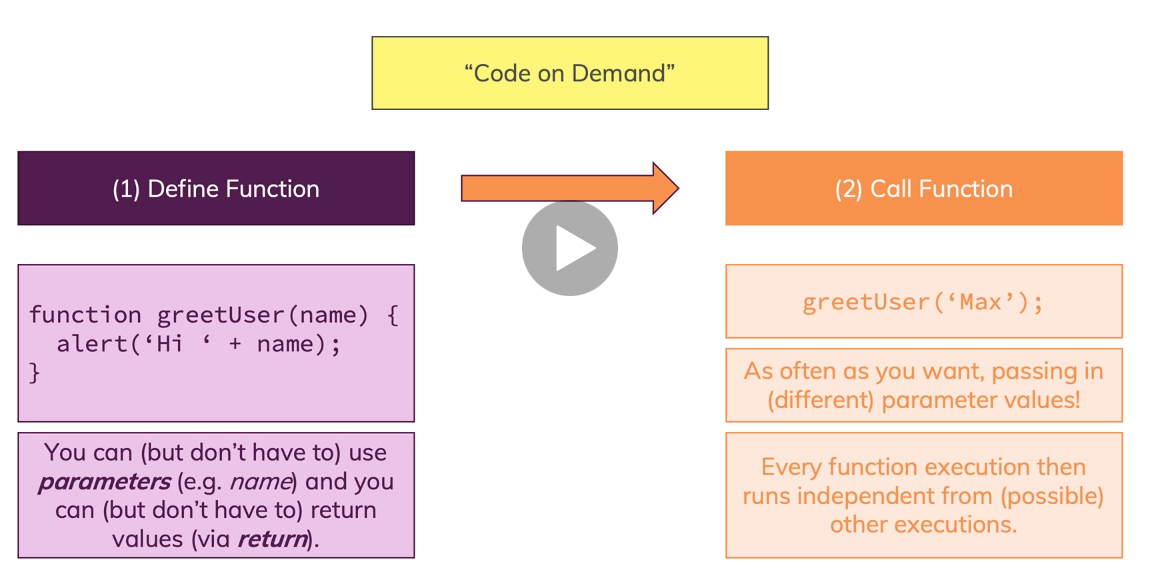 “Code on Demand”
(1) Define Function
(2) Call Function
function greetUser(name) {
  alert(‘Hi ‘ + name);
}
You can (but don’t have to) use
parameters (e.g. name) and you
can (but don’t have to) return
values (via return).
greetUser(‘Max’);
As often as you want, passing in
(different) parameter values!
Every function execution then
runs independent from (possible)
other executions.